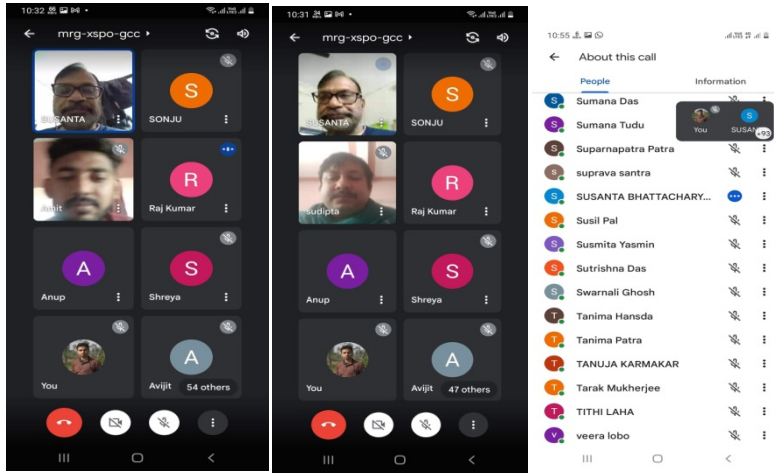 10:32
mrg-xspo-gcc
SUSANTA
S
SONJU
Amit
R
Raj Kumar
A
Anup
S
Shreya
You
A
Avijit
54 others
10:31
mrg-xspo-gcc
SUSANTA
S
SONJU
sudipta
R
Raj Kumar
A
Anup
S
Shreya
You
A
Avijit
47 others
10:55
About this call
People
Information
S Sumana Das
S Sumana Tudu
You
S
SUSAN
+93
S Suparnapatra Patra
s suprava santra
S SUSANTA BHATTACHARY...
S Susil Pal
S Susmita Yasmin
S Sutrishna Das
S Swarnali Ghosh
T Tanima Hansda
T Tanima Patra
T TANUJA KARMAKAR
T Tarak Mukherjee
T TITHI LAHA
v veera lobo